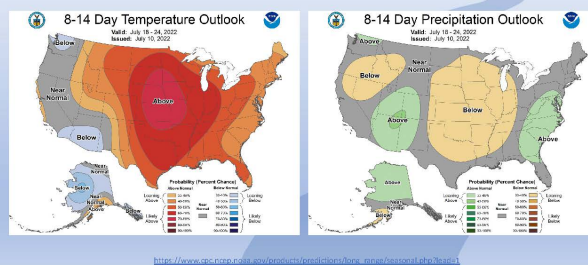 8-14 Day Temperature Outlook
Valid: July 18 - 24, 2022
Issued: July 10, 2022
Below
Near
Normal
Above
Below
Near
Normal
Below
Near
Normal
Above
Below
Probability (Percent Chance)
Above Normal
Below Normal
Leaning
Above
Likely
Above
Near
Normal
Leaning
Below
Likely
Below
8-14 Day Precipitation Outlook
Valid: July 18 - 24, 2022
Issued: July 10, 2022
Above
Near
Normal
Below
Below
Above
Above
Above
Near
Normal
Below
Probability (Percent Chance)
Above Normal
Below Normal
Leaning
Above
Likely
Above
Near
Normal
Leaning
Below
Likely
Below
https://www.cpc.ncep.noaa.gov/products/predictions/long_range/seasonal.php?lead=1